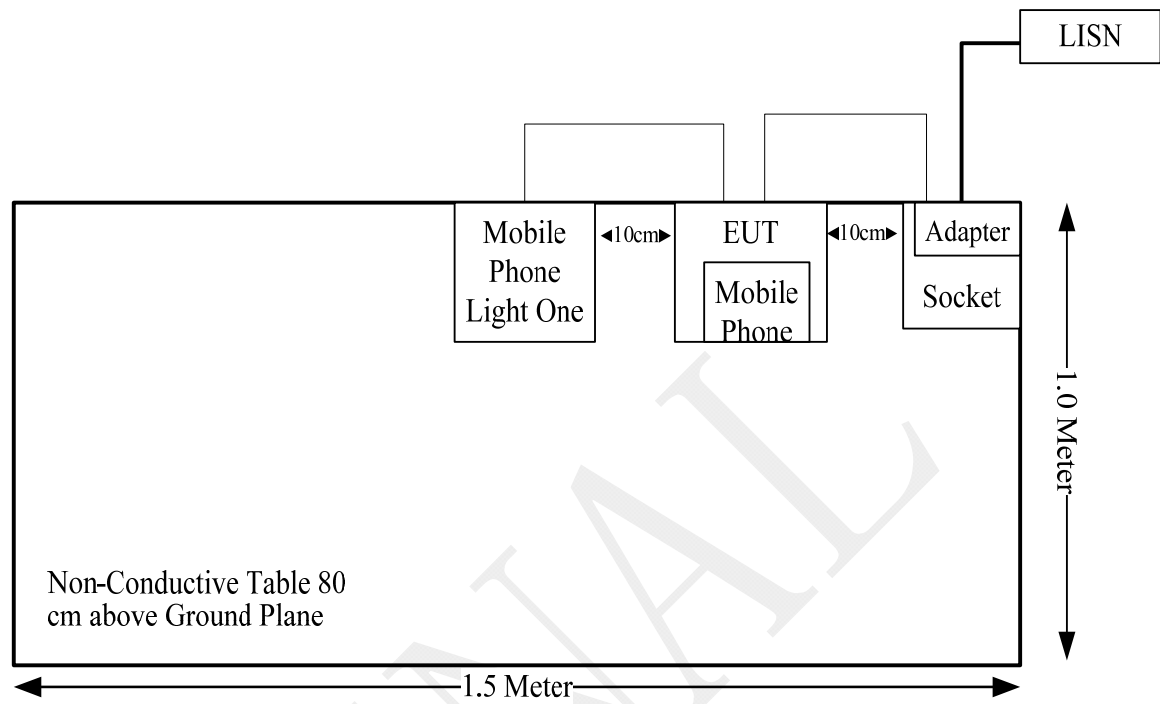 LISN
Mobile
Phone
Light One
10cm
EUT
Mobile
Phone
10cm
Adapter
Socket
1.0 Meter
Non-Conductive Table 80
cm above Ground Plane
1.5 Meter